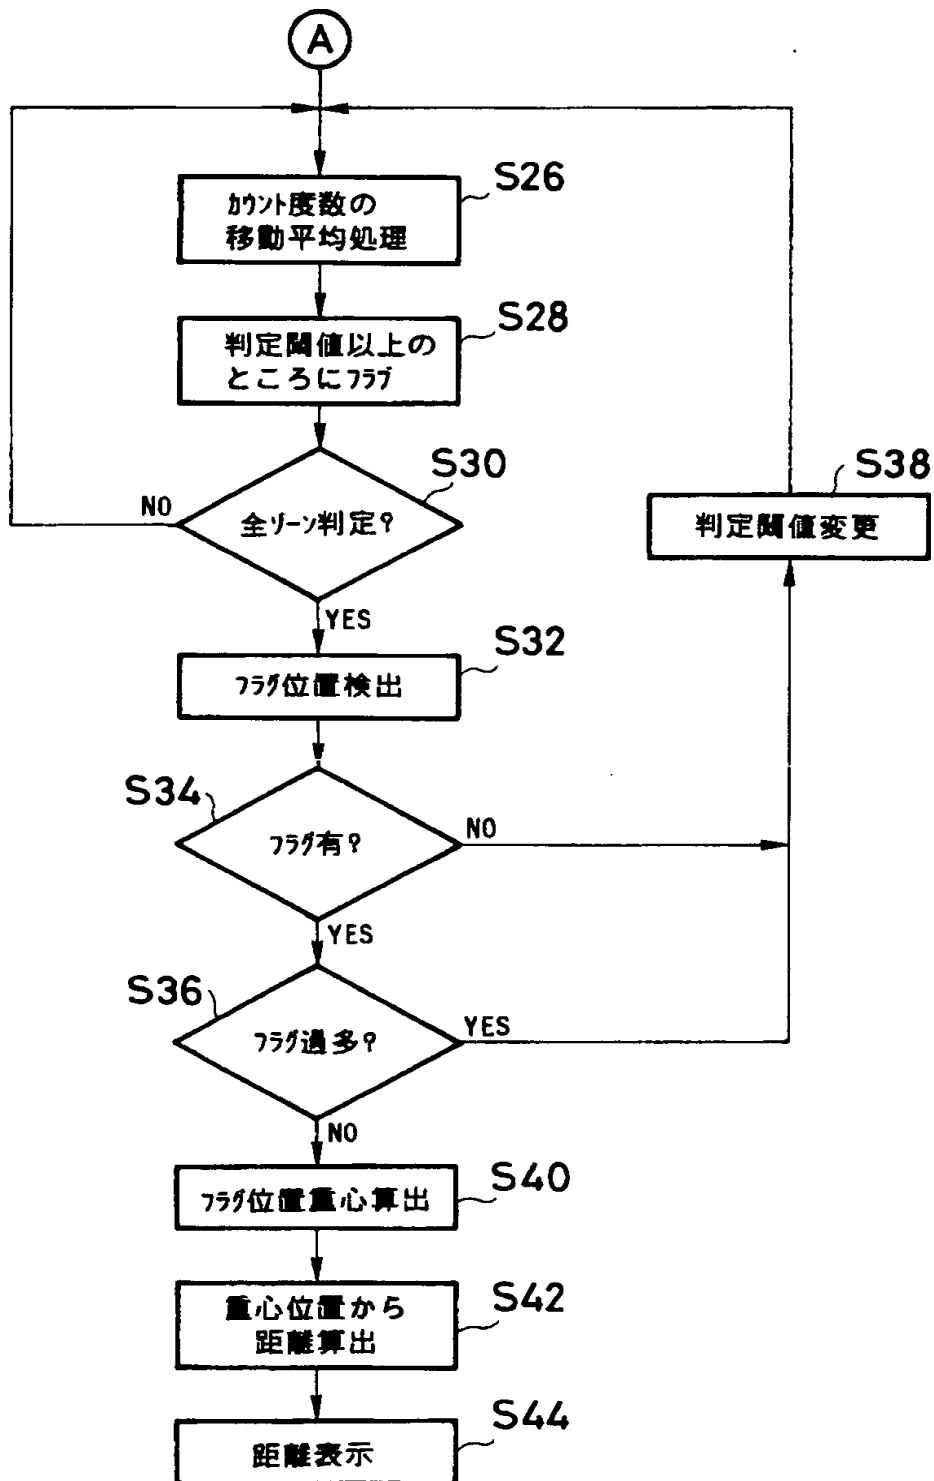 A
S26
カウント度数の
移動平均処理
S28
判定閾値以上の
ところにフラブ
S30
全ゾーン判定?
NO
YES
S38
判定閾値変更
S32
フラグ位置検出
S34
フラグ有?
NO
YES
S36
フラグ過多?
YES
NO
S40
フラグ位置重心算出
S42
重心位置から
距離算出
S44
距離表示